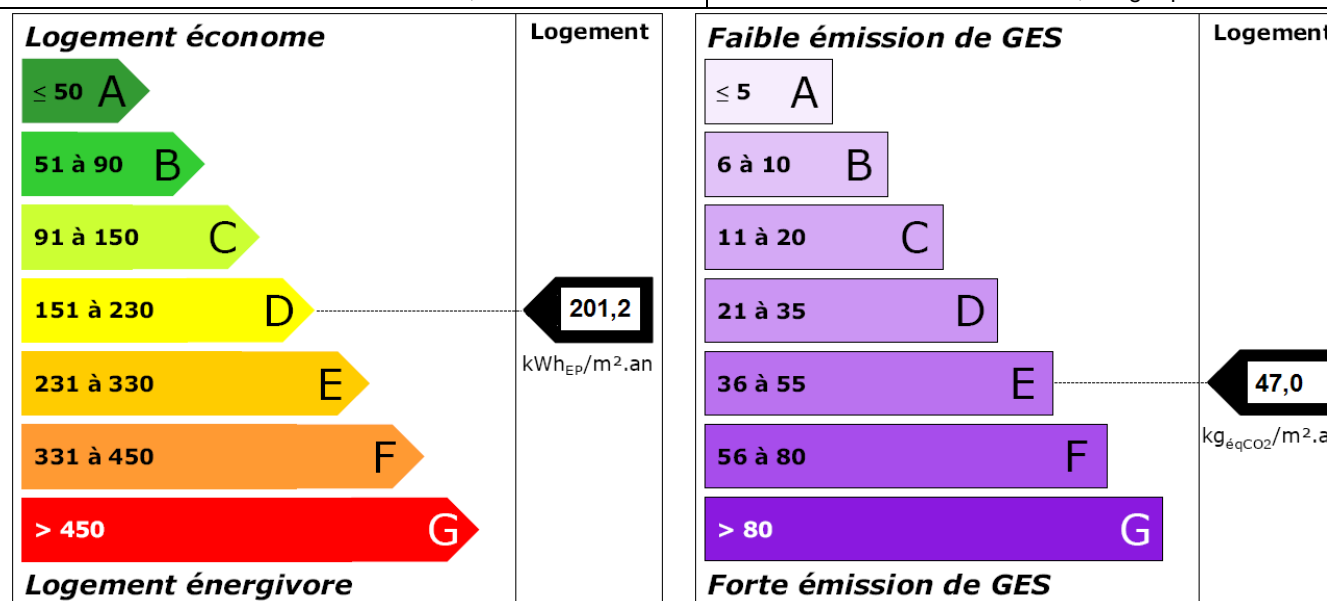 Logement économe
Logement
≤ 50 A
51 à 90 B
91 à 150 C
151 à 230 D
201,2
kWhEP/m².an
231 à 330 E
331 à 450 F
> 450 G
Logement énergivore
Faible émission de GES
Logement
≤ 5 A
6 à 10 B
11 à 20 C
21 à 35 D
36 à 55 E
47,0
kgéqCO2/m².a
56 à 80 F
> 80 G
Forte émission de GES